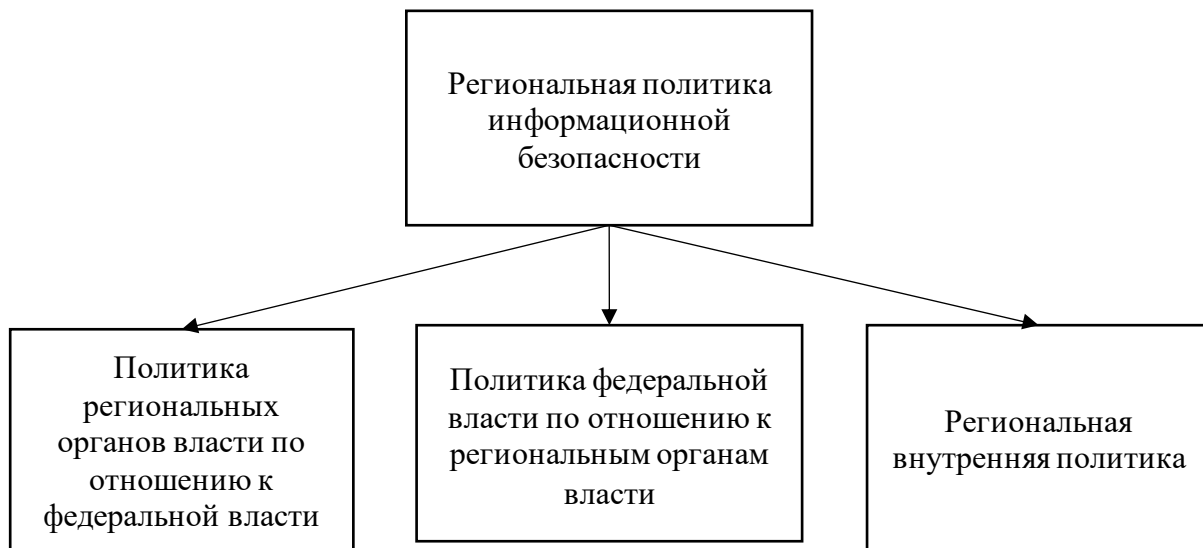 Региональная политика
информационной
безопасности
Политика
региональных
органов власти по
отношению к
федеральной власти
Политика федеральной
власти по отношению к
региональным органам
власти
Региональная
внутренняя политика